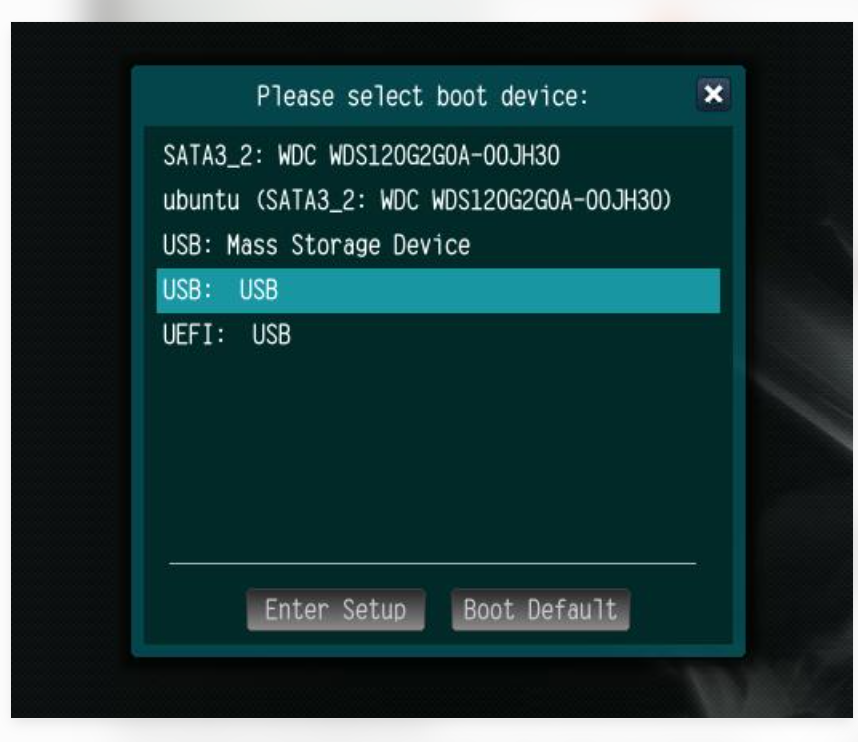 Please select boot device:
SATA3_2: WDC WDS120G2G0A-00JH30
ubuntu (SATA3_2: WDC WDS120G2G0A-00JH30)
USB: Mass Storage Device
USB:  USB
UEFI:  USB
Enter Setup
Boot Default